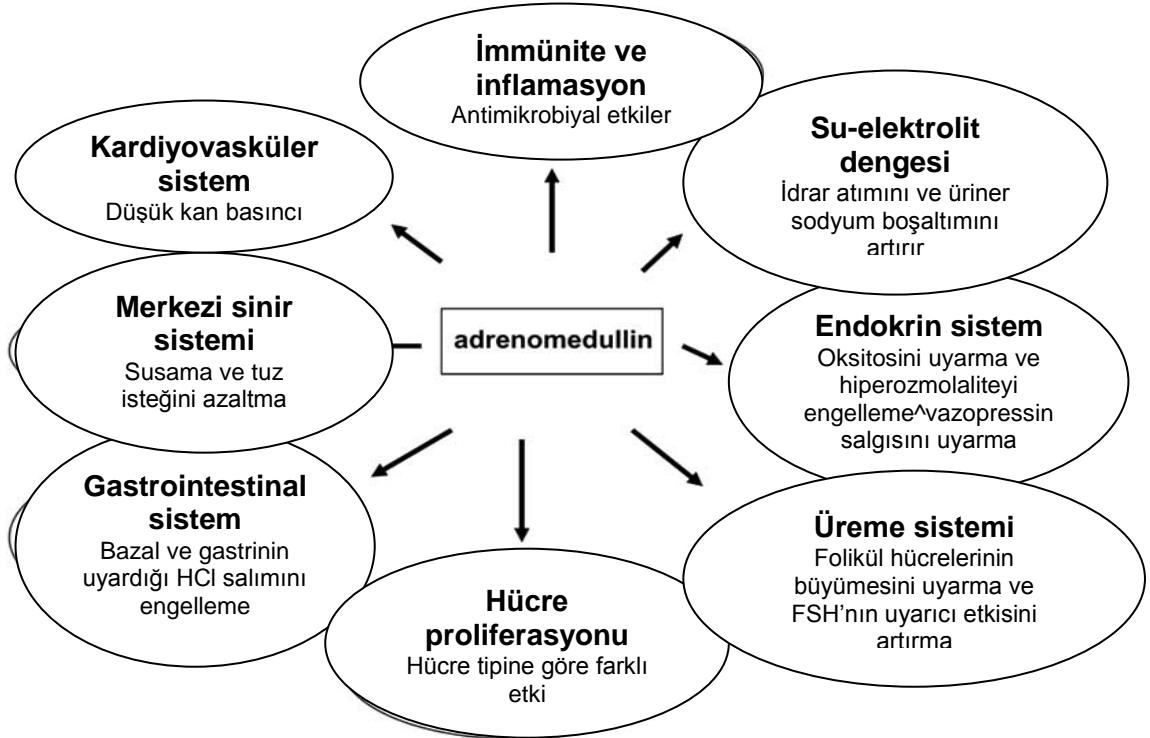 İmmünite ve
inflamasyon
Antimikrobiyal etkiler
Kardiyovasküler
sistem
Düşük kan basıncı
Su-elektrolit
dengesi
İdrar atımını ve üriner
sodyum boşaltımını
artırır
Merkezi sinir
sistemi
Susama ve tuz
isteğini azaltma
adrenomedullin
Endokrin sistem
Oksitosini uyarma ve
hiperozmolaliteyi
engelleme^vazopressin
salgısını uyarma
Gastrointestinal
sistem
Bazal ve gastrinin
uyardığı HCl salımını
engelleme
Hücre
proliferasyonu
Hücre tipine göre farklı
etki
Üreme sistemi
Folikül hücrelerinin
büyümesini uyarma ve
FSH’nın uyarıcı etkisini
artırma